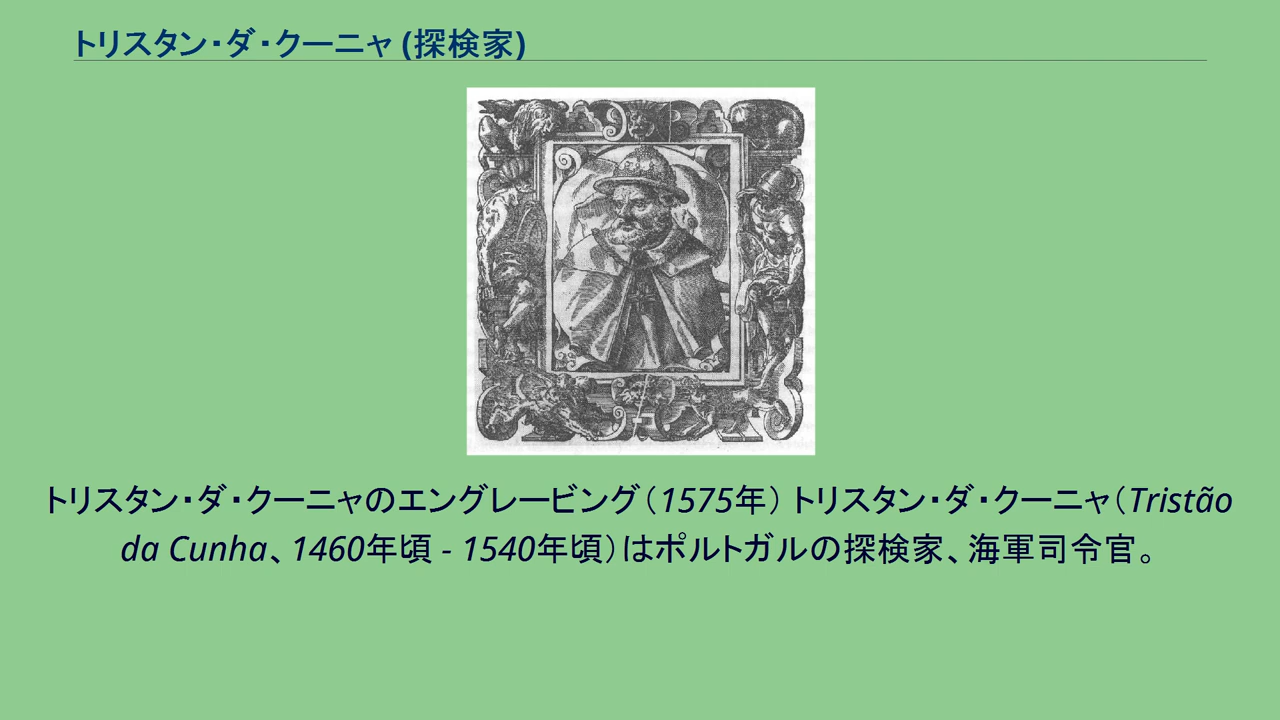 トリスタン・ダ・クーニャ (探検家)
トリスタン・ダ・クーニャのエングレービング（1575年） トリスタン・ダ・クーニャ（Tristão
da Cunha、1460年頃 - 1540年頃）はポルトガルの探検家、海軍司令官。